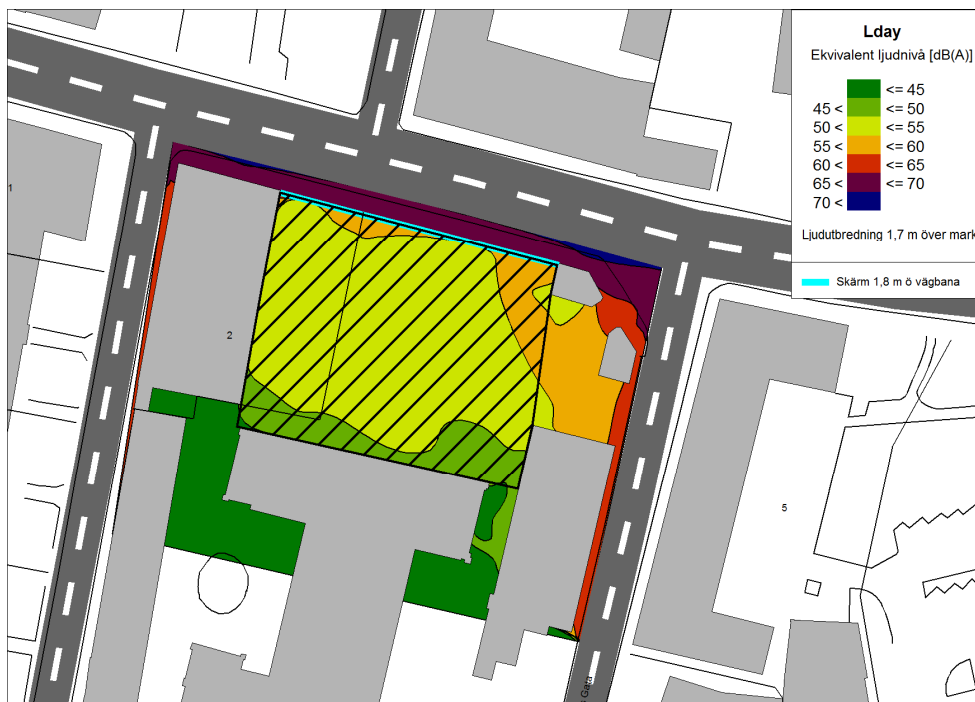 Lday
Ekvivalent ljudnivå [dB(A)]
<= 45
45 < <= 50
50 < <= 55
55 < <= 60
60 < <= 65
65 < <= 70
70 <
Ljudutbredning 1,7 m över mark
Skärm 1,8 m ö vägbana
1
2
5
Gata